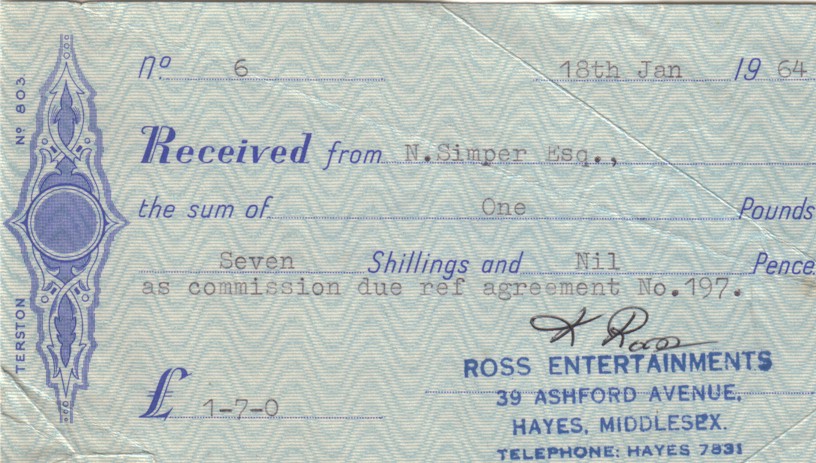 Nº 803
TERSTON
nº 6 18th Jan 19 64
Received from N.Simper Esq.,
the sum of One Pounds
Seven Shillings and Nil Pence
as commission due ref agreement No.197.
K Ross
£ 1-7-0
ROSS ENTERTAINMENTS
39 ASHFORD AVENUE,
HAYES, MIDDLESEX.
TELEPHONE: HAYES 7831